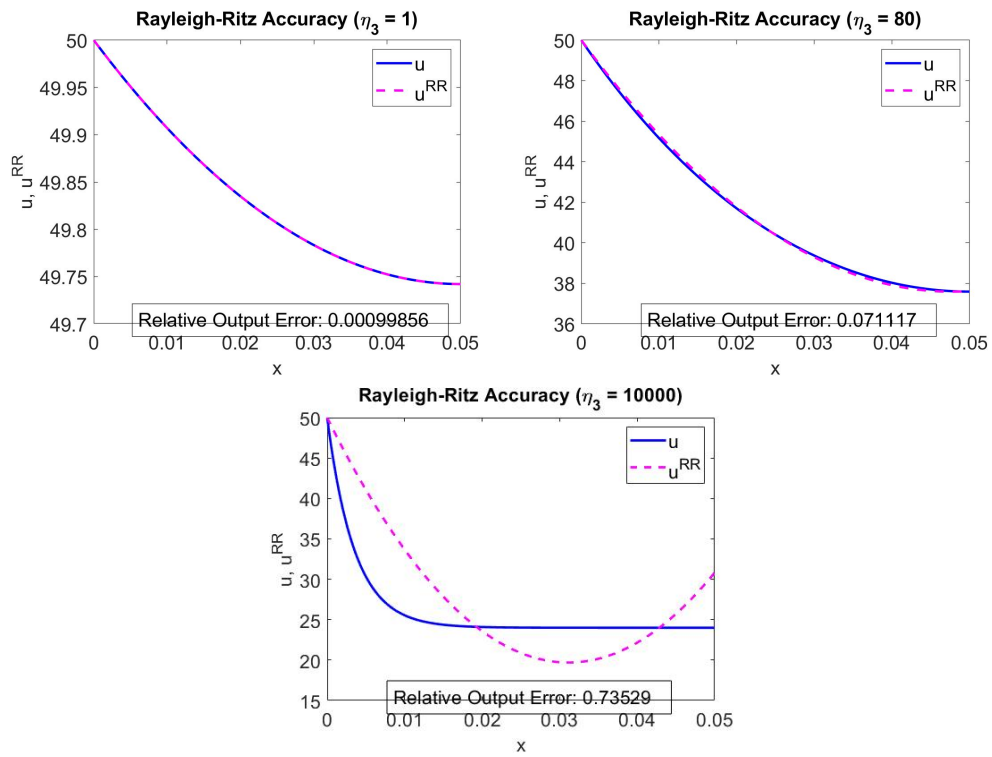 Rayleigh-Ritz Accuracy (η₃ = 1)
50
49.95
49.9
49.85
49.8
49.75
49.7
u, uᴿᴿ
u
uᴿᴿ
Relative Output Error: 0.00099856
0 0.01 0.02 0.03 0.04 0.05
x
Rayleigh-Ritz Accuracy (η₃ = 80)
50
48
46
44
42
40
38
36
u, uᴿᴿ
u
uᴿᴿ
Relative Output Error: 0.071117
0 0.01 0.02 0.03 0.04 0.05
x
Rayleigh-Ritz Accuracy (η₃ = 10000)
50
45
40
35
30
25
20
15
u, uᴿᴿ
u
uᴿᴿ
Relative Output Error: 0.73529
0 0.01 0.02 0.03 0.04 0.05
x